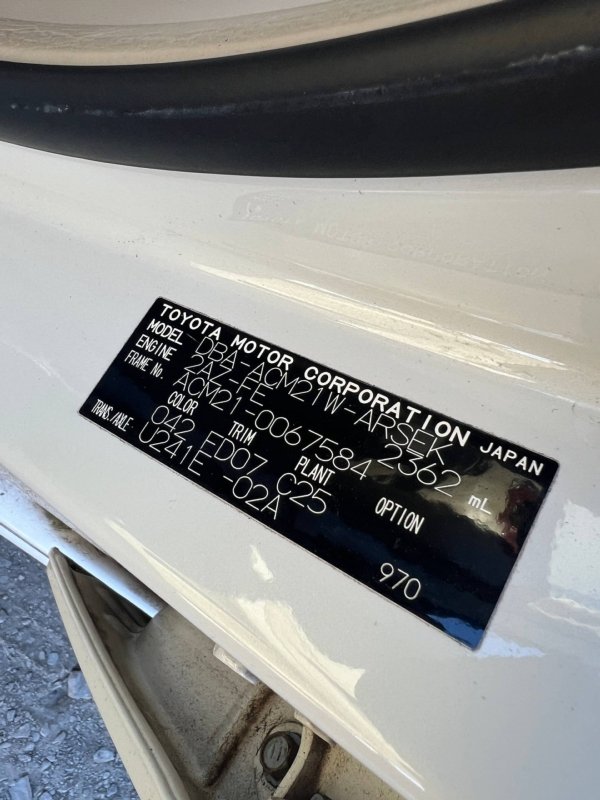 TOYOTA MOTOR CORPORATION JAPAN
MODEL DBA-ACM21W-ARSEK
ENGINE 2AZ-FE 2362 mL
FRAME No. ACM21-0067584
COLOR TRIM PLANT OPTION
042 FD07 C25
TRANS./AXLE U241E -02A
970